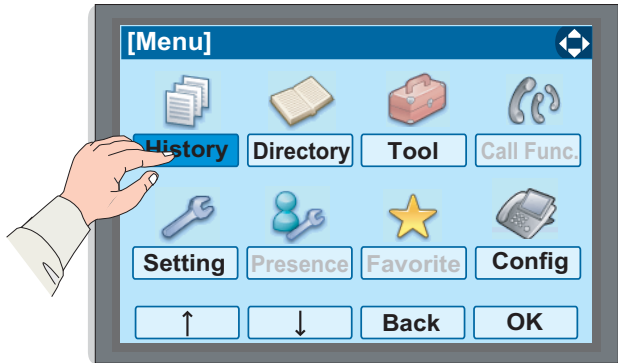 [Menu]
History Directory Tool Call Func.
Setting Presence Favorite Config
↑ ↓ Back OK